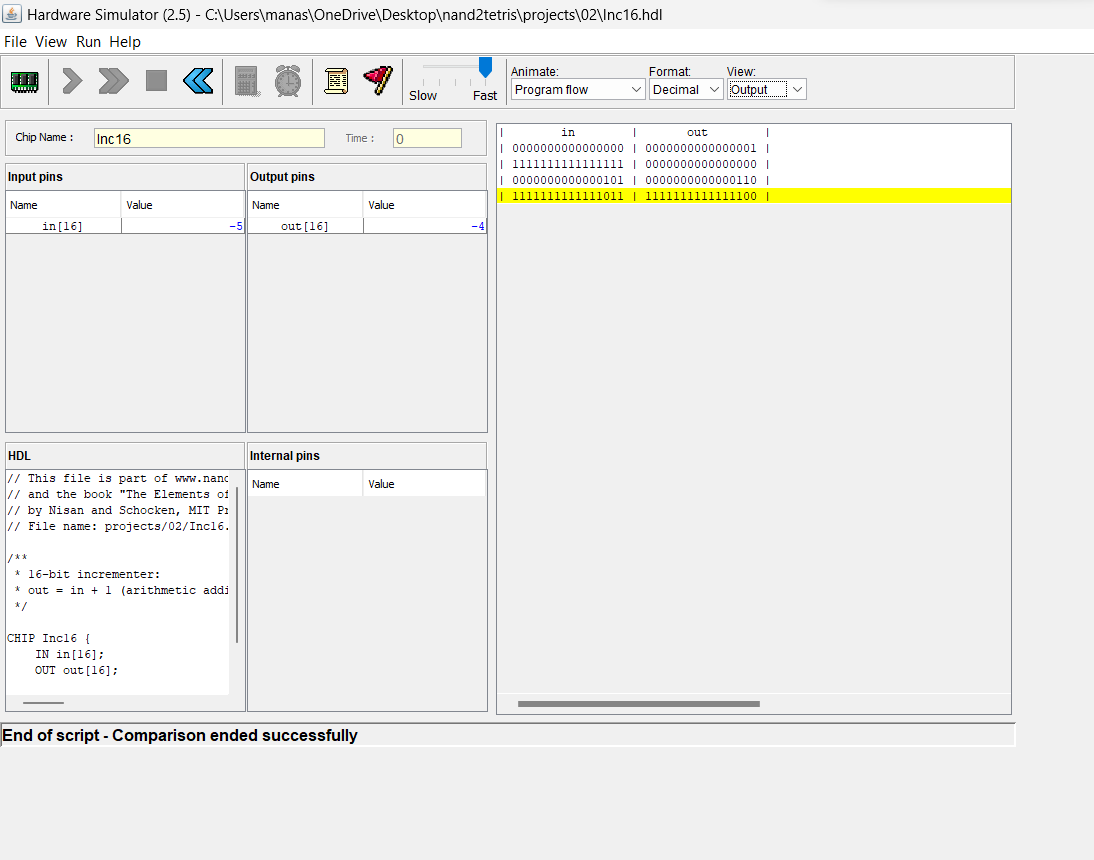 Hardware Simulator (2.5) - C:\Users\manas\OneDrive\Desktop\nand2tetris\projects\02\Inc16.hdl
File View Run Help
Slow Fast
Animate: Format: View:
Program flow Decimal Output
Chip Name : Inc16 Time : 0
Input pins
Name Value
in[16] -5
Output pins
Name Value
out[16] -4
HDL
// This file is part of www.nand
// and the book "The Elements of
// by Nisan and Schocken, MIT Pr
// File name: projects/02/Inc16.
/**
* 16-bit incrementer:
* out = in + 1 (arithmetic addi
*/
CHIP Inc16 {
IN in[16];
OUT out[16];
Internal pins
Name Value
| in | out |
| 0000000000000000 | 0000000000000001 |
| 1111111111111111 | 0000000000000000 |
| 0000000000000101 | 0000000000000110 |
| 1111111111111011 | 1111111111111100 |
End of script - Comparison ended successfully